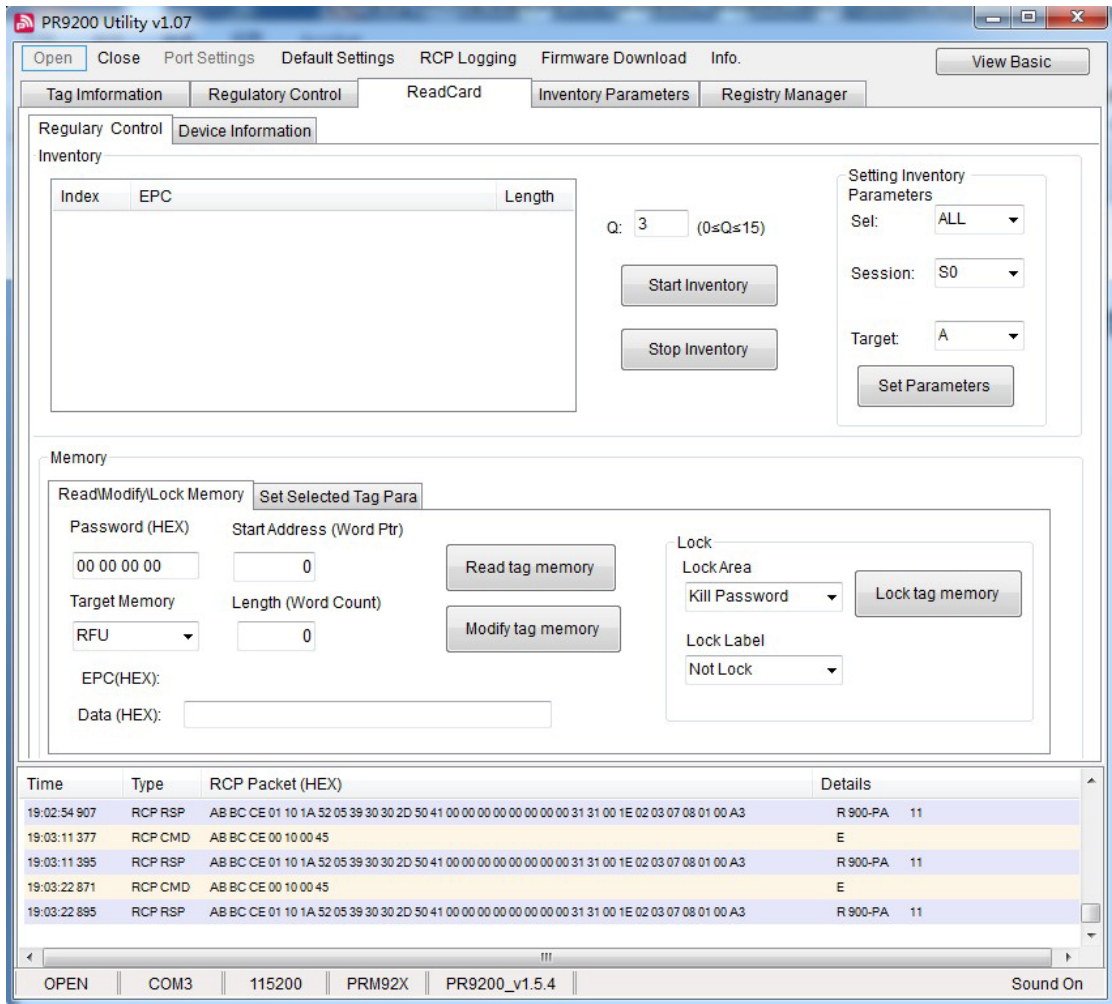 PR9200 Utility v1.07
Open Close Port Settings Default Settings RCP Logging Firmware Download Info. View Basic
Tag Imformation Regulatory Control ReadCard Inventory Parameters Registry Manager
Regulary Control Device Information
Inventory
Index EPC Length
Q: 3 (0≤Q≤15)
Start Inventory
Stop Inventory
Setting Inventory
Parameters
Sel: ALL
Session: S0
Target: A
Set Parameters
Memory
Read\Modify\Lock Memory Set Selected Tag Para
Password (HEX) Start Address (Word Ptr)
00 00 00 00 0
Read tag memory
Target Memory Length (Word Count)
RFU 0
Modify tag memory
EPC(HEX):
Data (HEX):
Lock
Lock Area
Kill Password
Lock tag memory
Lock Label
Not Lock
Time Type RCP Packet (HEX) Details
19:02:54 907 RCP RSP AB BC CE 01 10 1A 52 05 39 30 30 2D 50 41 00 00 00 00 00 00 00 00 00 31 31 00 1E 02 03 07 08 01 00 A3 R 900-PA 11
19:03:11 377 RCP CMD AB BC CE 00 10 00 45 E
19:03:11 395 RCP RSP AB BC CE 01 10 1A 52 05 39 30 30 2D 50 41 00 00 00 00 00 00 00 00 00 31 31 00 1E 02 03 07 08 01 00 A3 R 900-PA 11
19:03:22 871 RCP CMD AB BC CE 00 10 00 45 E
19:03:22 895 RCP RSP AB BC CE 01 10 1A 52 05 39 30 30 2D 50 41 00 00 00 00 00 00 00 00 00 31 31 00 1E 02 03 07 08 01 00 A3 R 900-PA 11
OPEN COM3 115200 PRM92X PR9200_v1.5.4 Sound On